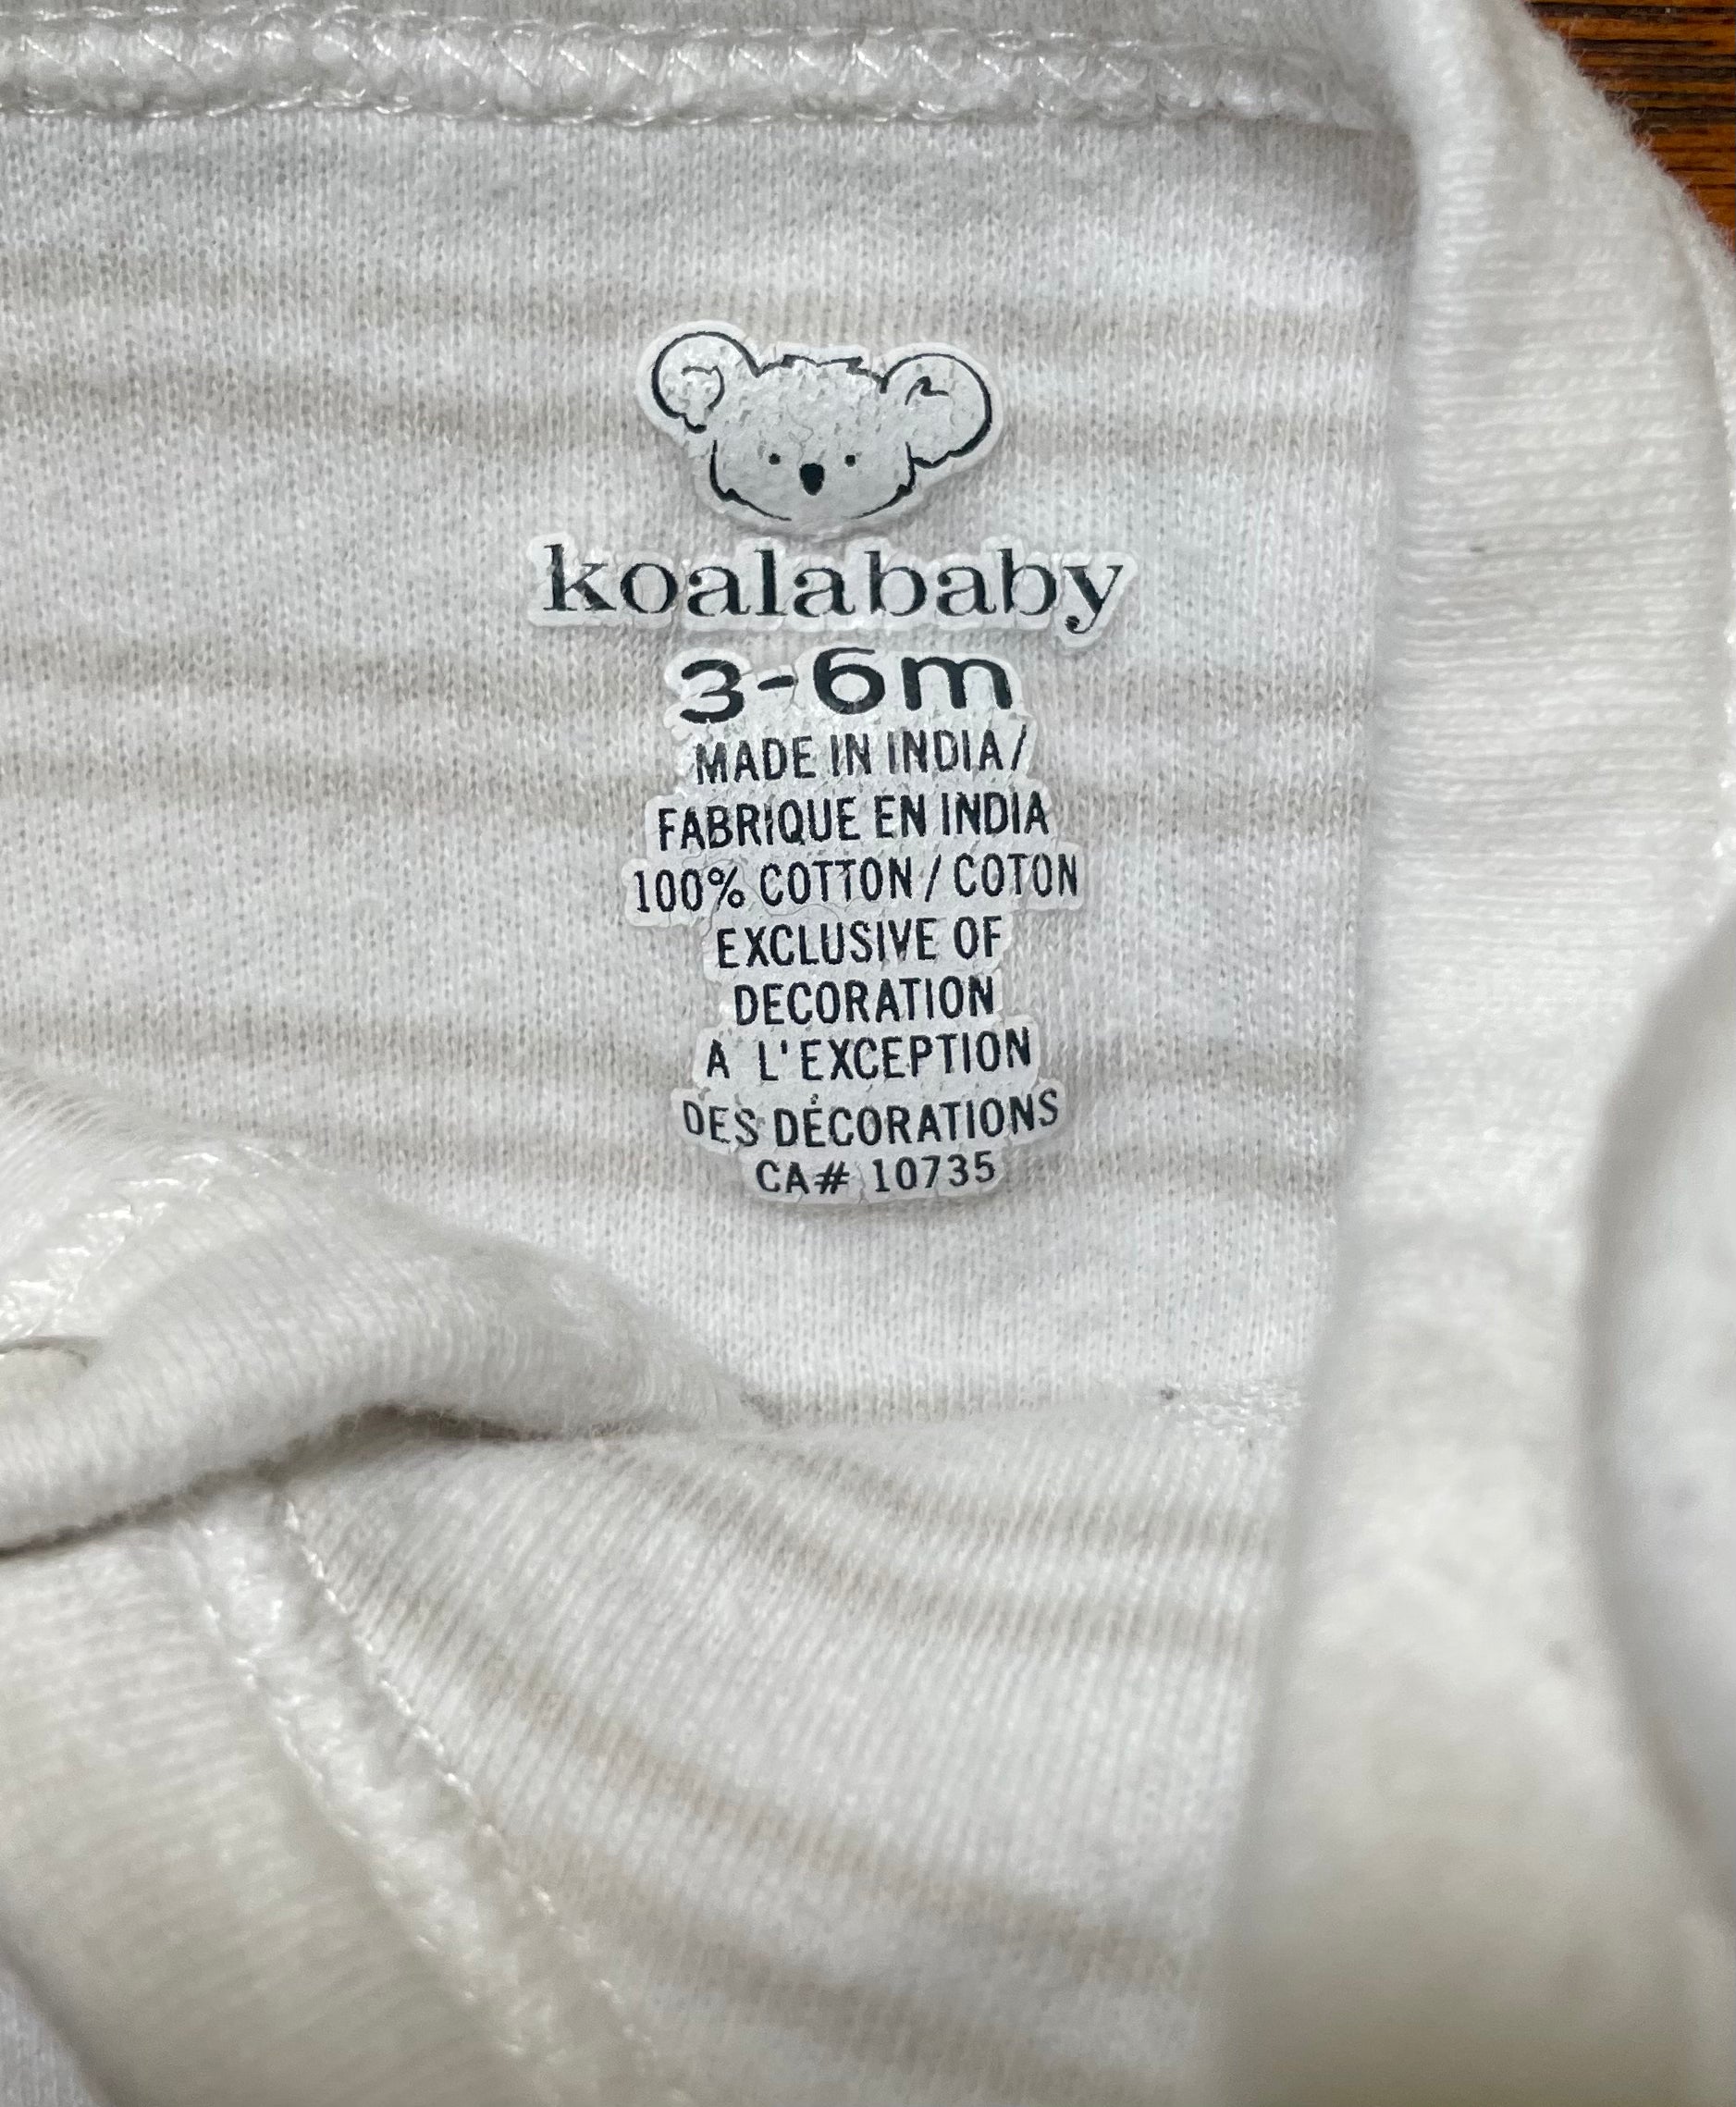 koalababy
3-6m
MADE IN INDIA/
FABRIQUE EN INDIA
100% COTTON / COTON
EXCLUSIVE OF
DECORATION
A L'EXCEPTION
DES DÉCORATIONS
CA# 10735